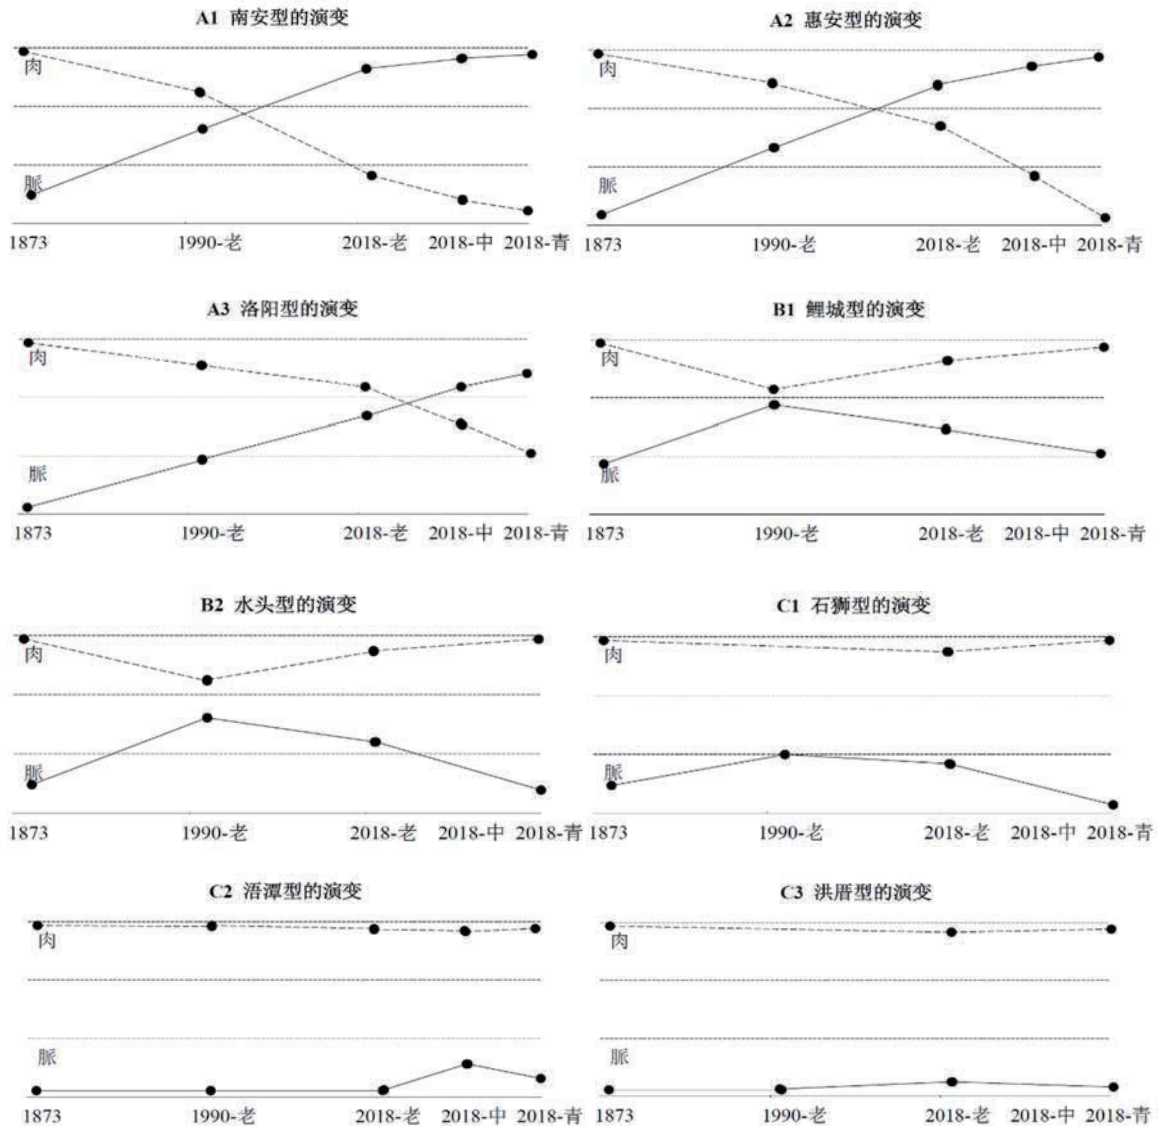 A1 南安型的演变
肉
脈
1873 1990-老 2018-老 2018-中 2018-青
A2 惠安型的演变
肉
脈
1873 1990-老 2018-老 2018-中 2018-青
A3 洛阳型的演变
肉
脈
1873 1990-老 2018-老 2018-中 2018-青
B1 鲤城型的演变
肉
脈
1873 1990-老 2018-老 2018-中 2018-青
B2 水头型的演变
肉
脈
1873 1990-老 2018-老 2018-中 2018-青
C1 石狮型的演变
肉
脈
1873 1990-老 2018-老 2018-中 2018-青
C2 浯潭型的演变
肉
脈
1873 1990-老 2018-老 2018-中 2018-青
C3 洪厝型的演变
肉
脈
1873 1990-老 2018-老 2018-中 2018-青